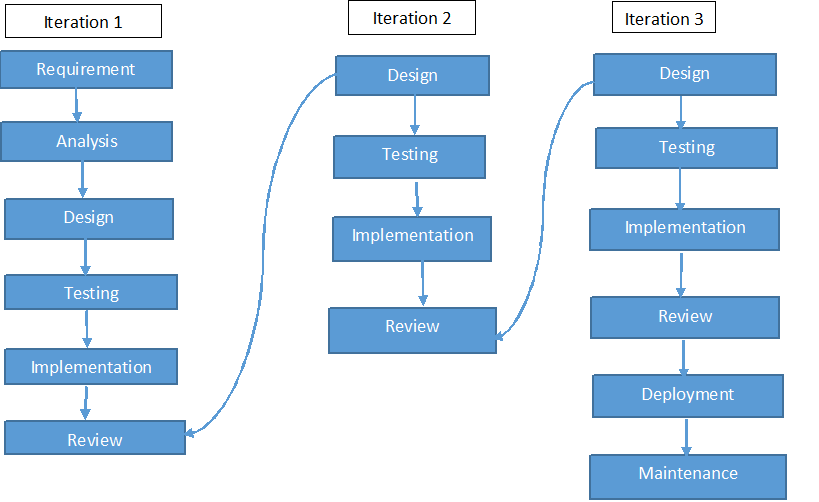 Iteration 1
Requirement
Analysis
Design
Testing
Implementation
Review
Iteration 2
Design
Testing
Implementation
Review
Iteration 3
Design
Testing
Implementation
Review
Deployment
Maintenance